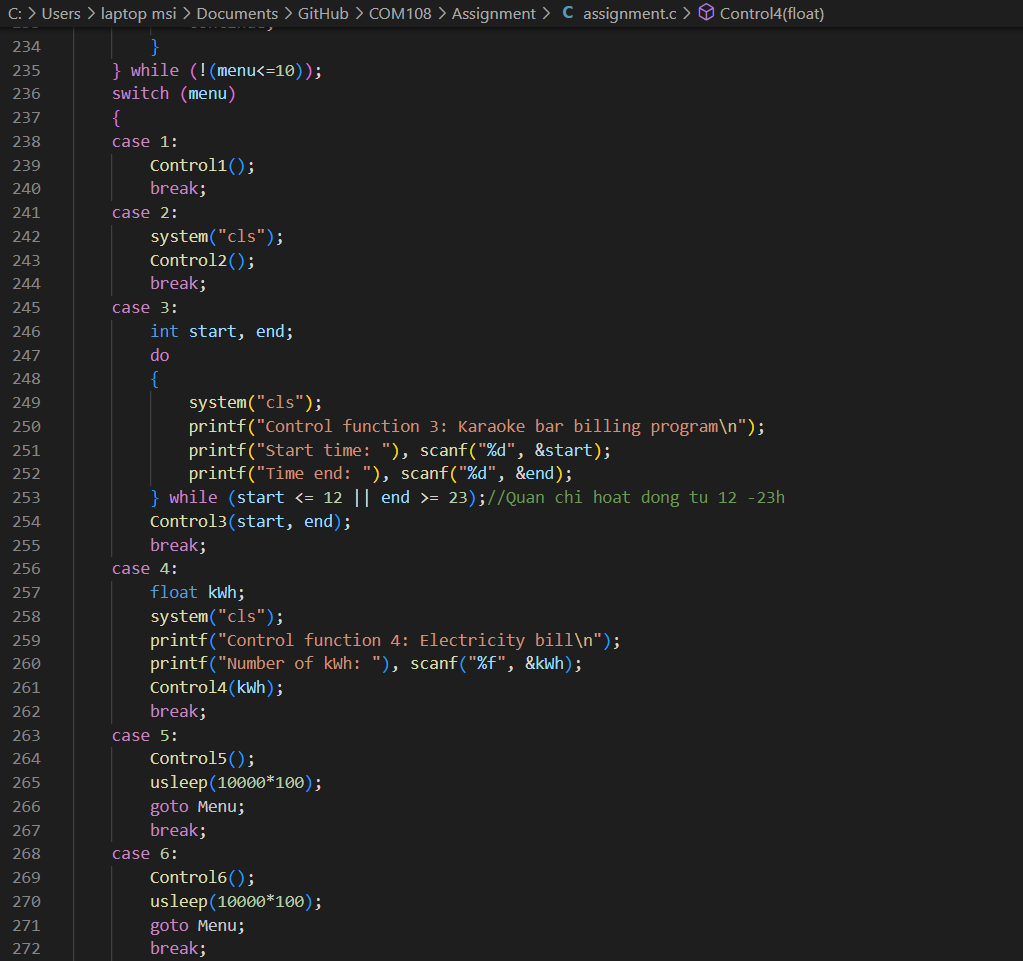 C: > Users > laptop msi > Documents > GitHub > COM108 > Assignment > C assignment.c > Control4(float)
234 }
235 } while (!(menu<=10));
236 switch (menu)
237 {
238 case 1:
239 Control1();
240 break;
241 case 2:
242 system("cls");
243 Control2();
244 break;
245 case 3:
246 int start, end;
247 do
248 {
249 system("cls");
250 printf("Control function 3: Karaoke bar billing program\n");
251 printf("Start time: "), scanf("%d", &start);
252 printf("Time end: "), scanf("%d", &end);
253 } while (start <= 12 || end >= 23);//Quan chi hoat dong tu 12 -23h
254 Control3(start, end);
255 break;
256 case 4:
257 float kWh;
258 system("cls");
259 printf("Control function 4: Electricity bill\n");
260 printf("Number of kWh: "), scanf("%f", &kWh);
261 Control4(kWh);
262 break;
263 case 5:
264 Control5();
265 usleep(10000*100);
266 goto Menu;
267 break;
268 case 6:
269 Control6();
270 usleep(10000*100);
271 goto Menu;
272 break;